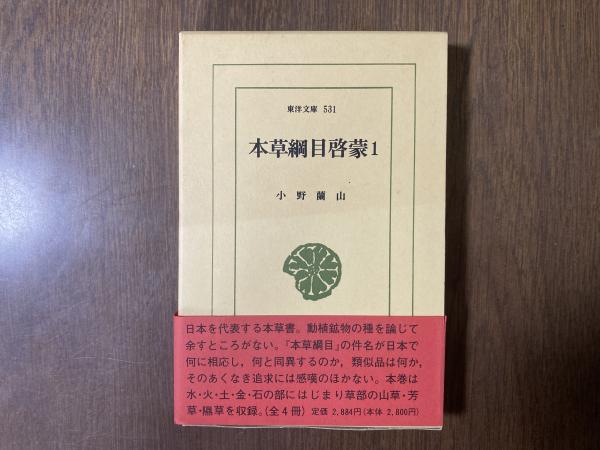 東洋文庫 531
本草綱目啓蒙1
小野蘭山
日本を代表する本草書。動植鉱物の種を論じて
余すところがない。『本草綱目』の件名が日本で
何に相応し，何と同異するのか，類似品は何か，
そのあくなき追求には感嘆のほかない。本巻は
水・火・土・金・石の部にはじまり草部の山草・芳
草・隰草を収録。（全4冊） 定価 2,884円（本体 2,800円）